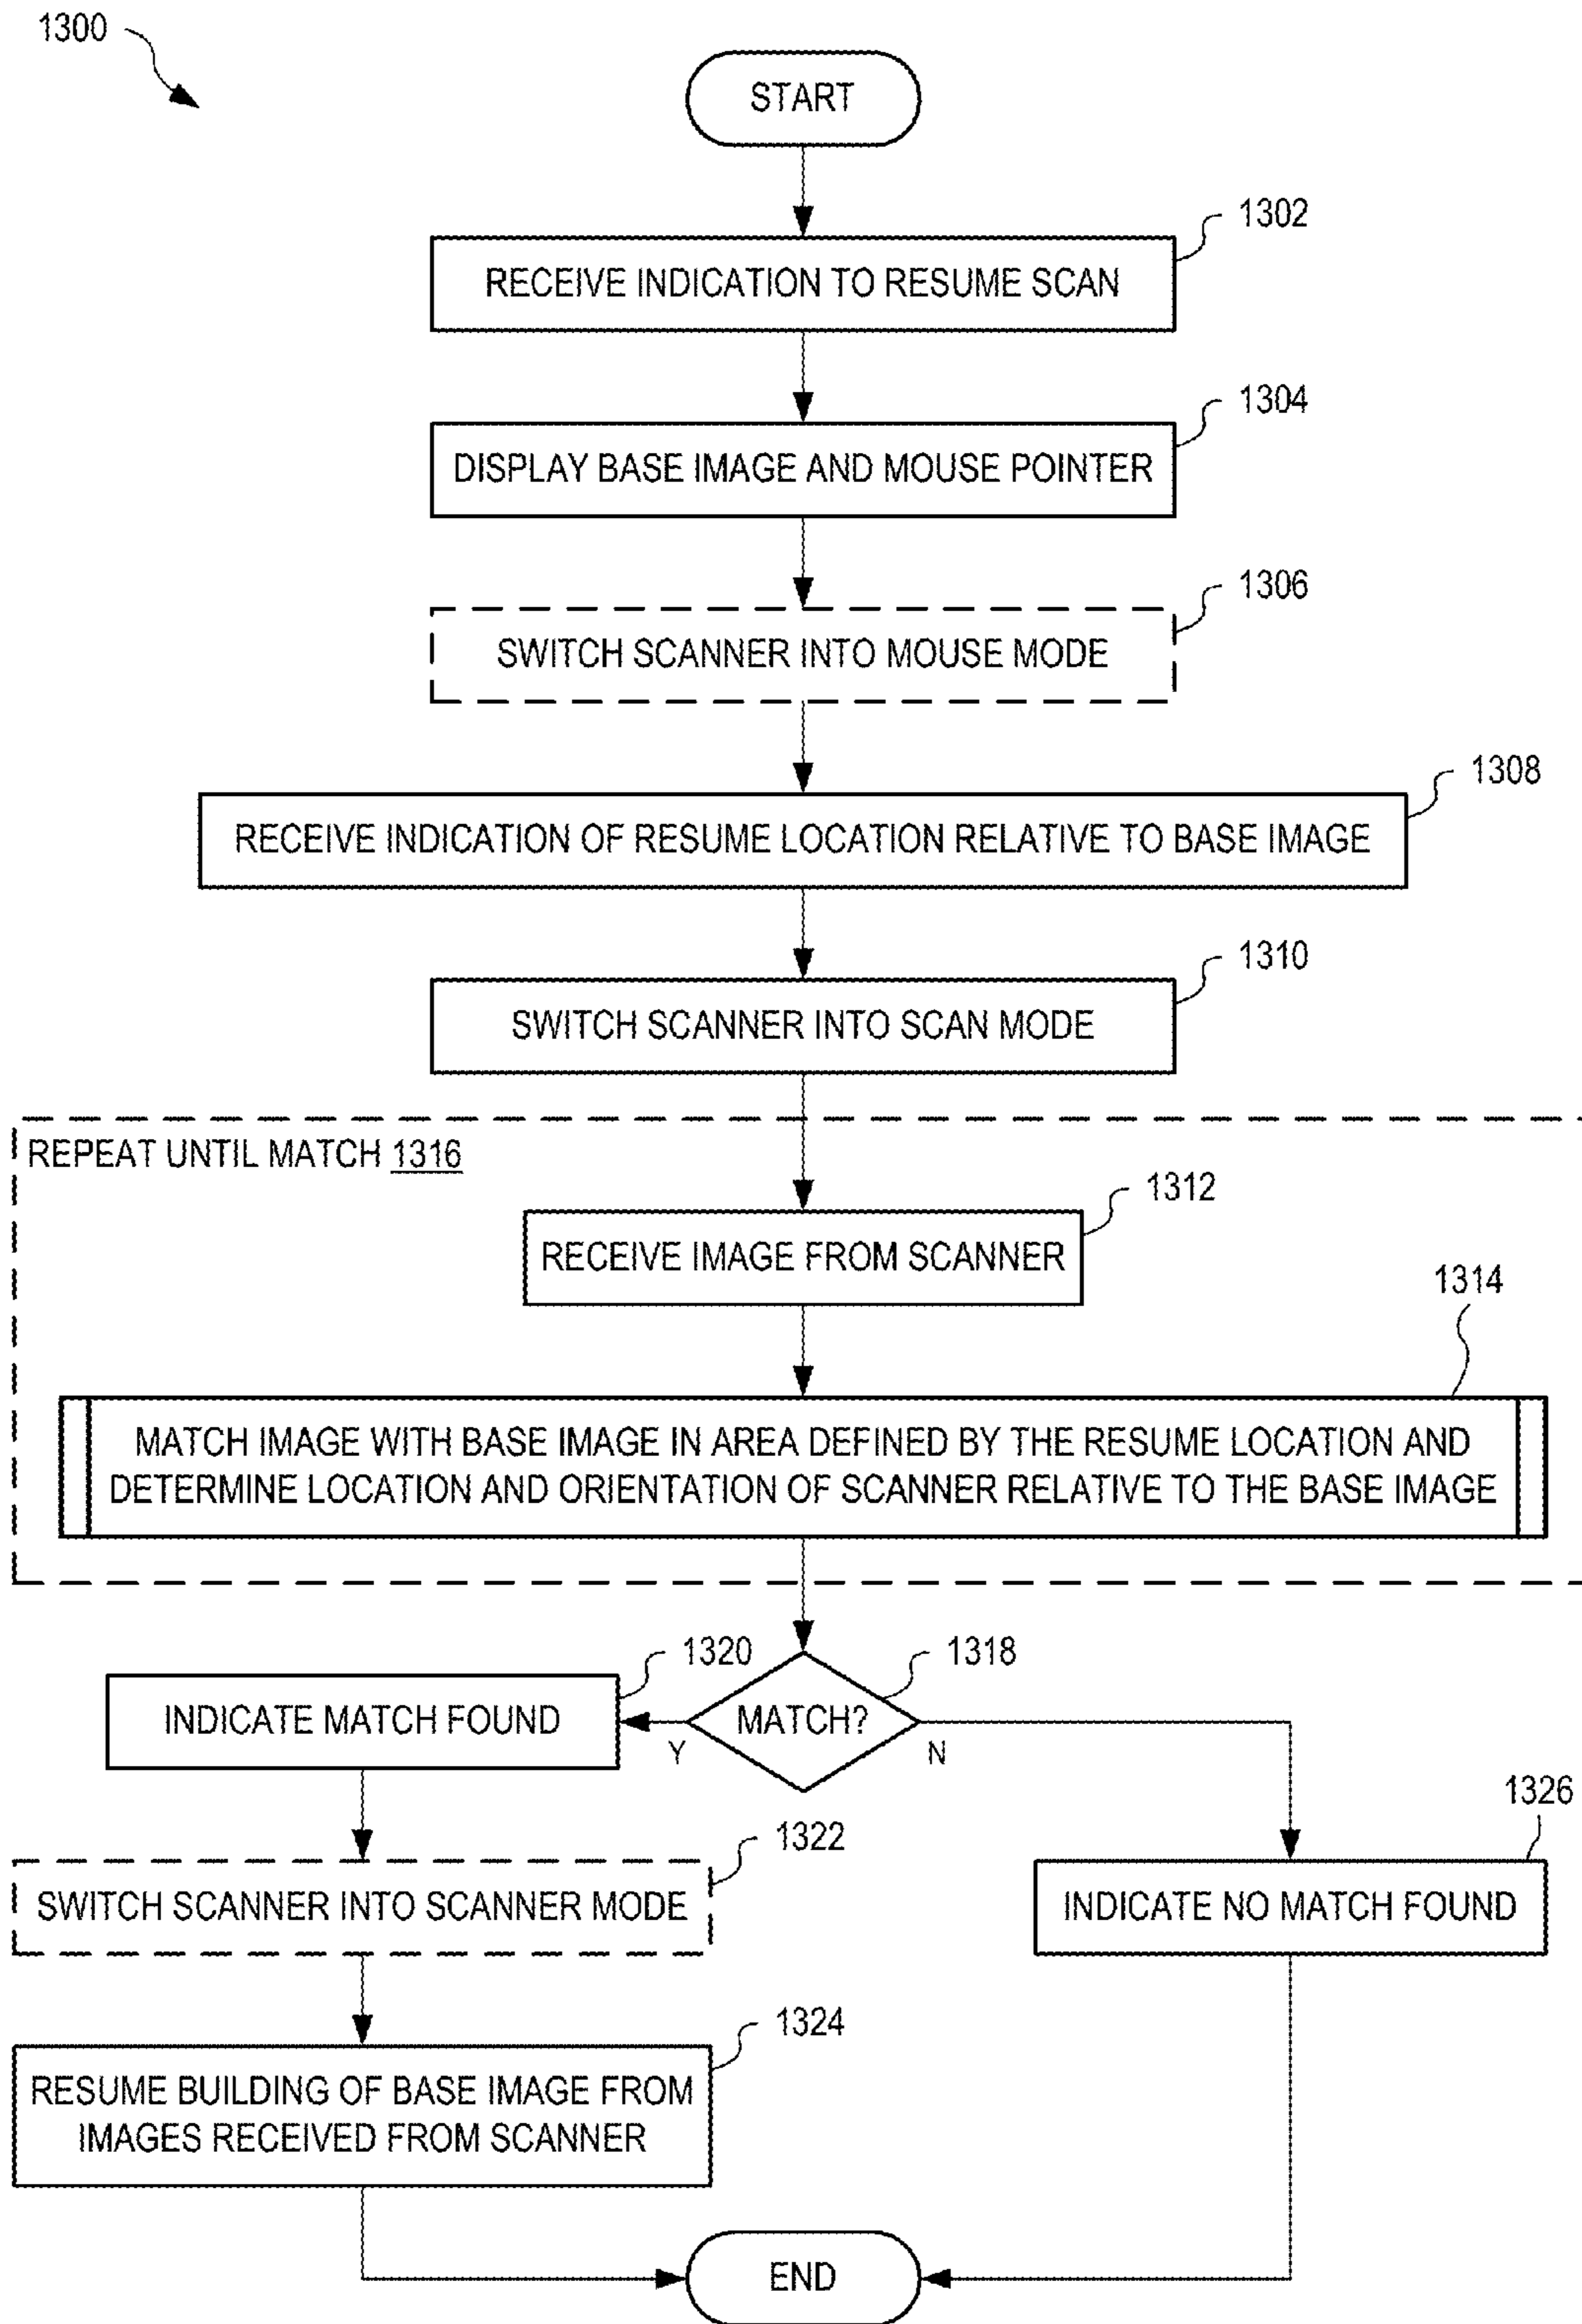 1300
START
1302
RECEIVE INDICATION TO RESUME SCAN
1304
DISPLAY BASE IMAGE AND MOUSE POINTER
1306
SWITCH SCANNER INTO MOUSE MODE
1308
RECEIVE INDICATION OF RESUME LOCATION RELATIVE TO BASE IMAGE
1310
SWITCH SCANNER INTO SCAN MODE
REPEAT UNTIL MATCH 1316
1312
RECEIVE IMAGE FROM SCANNER
1314
MATCH IMAGE WITH BASE IMAGE IN AREA DEFINED BY THE RESUME LOCATION AND
DETERMINE LOCATION AND ORIENTATION OF SCANNER RELATIVE TO THE BASE IMAGE
1318
MATCH?
Y
N
1320
INDICATE MATCH FOUND
1322
SWITCH SCANNER INTO SCANNER MODE
1326
INDICATE NO MATCH FOUND
1324
RESUME BUILDING OF BASE IMAGE FROM
IMAGES RECEIVED FROM SCANNER
END